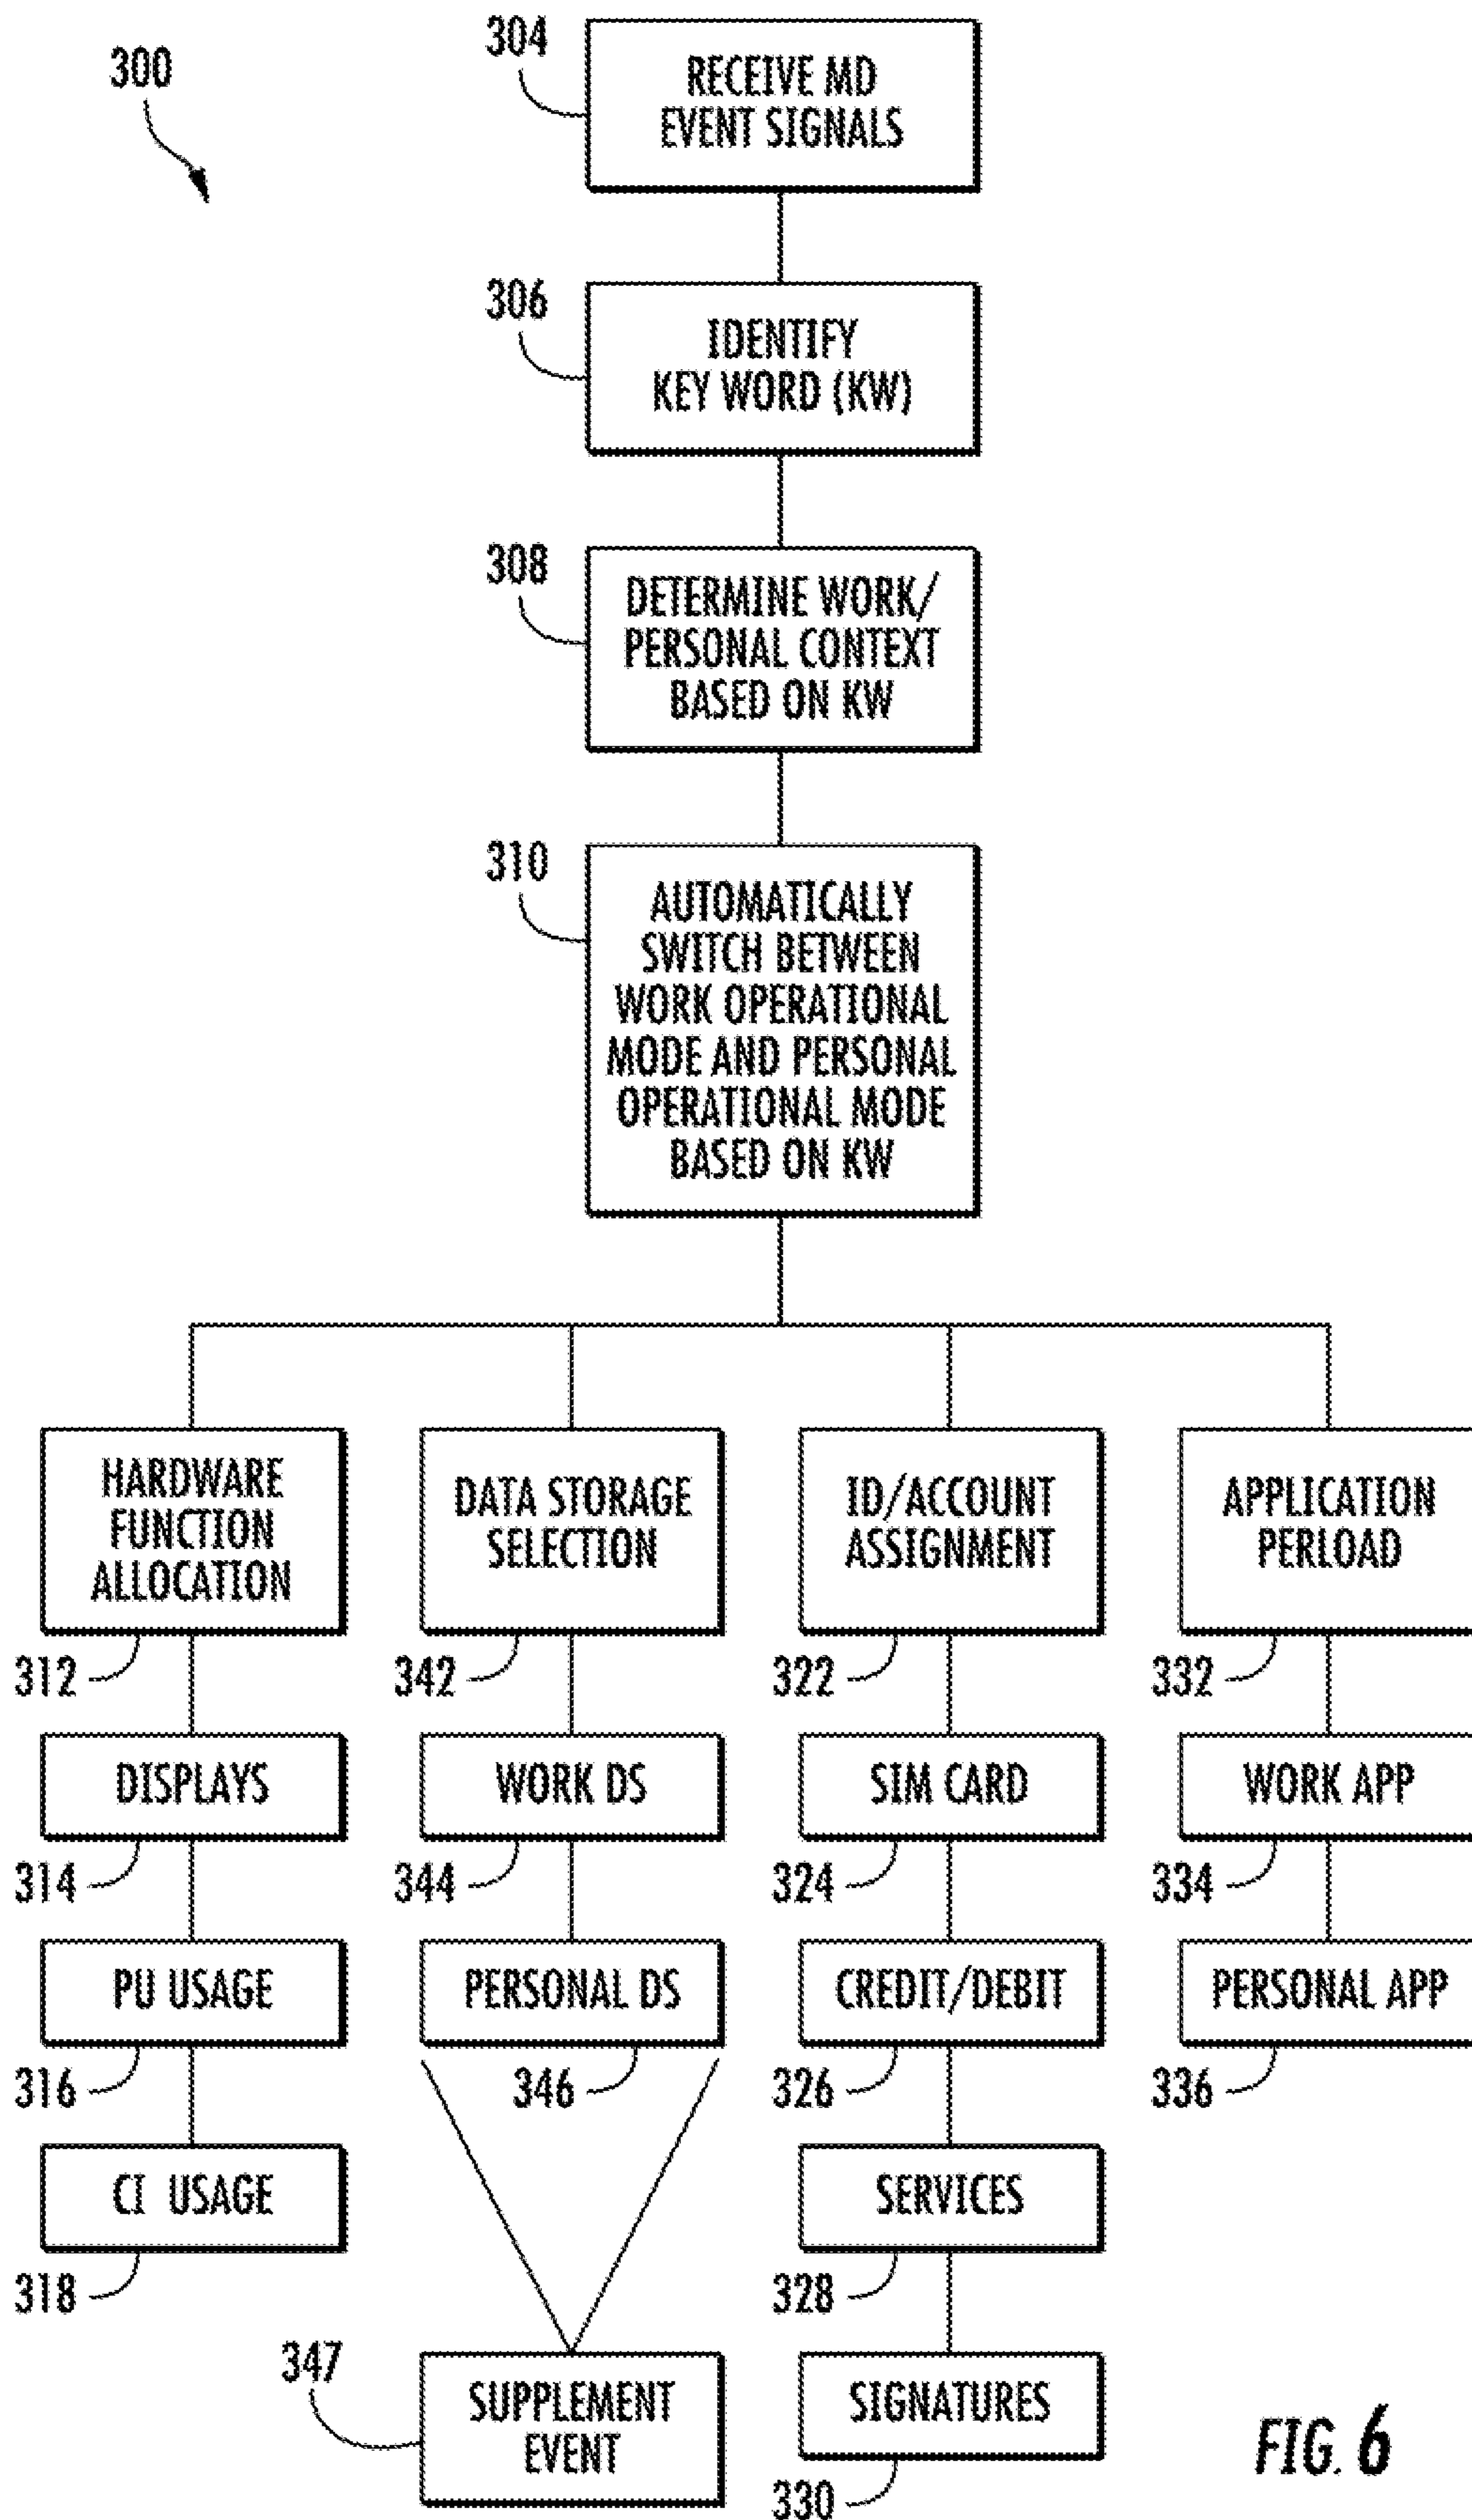 300
304
RECEIVE MD
EVENT SIGNALS
306
IDENTIFY
KEY WORD (KW)
308
DETERMINE WORK/
PERSONAL CONTEXT
BASED ON KW
310
AUTOMATICALLY
SWITCH BETWEEN
WORK OPERATIONAL
MODE AND PERSONAL
OPERATIONAL MODE
BASED ON KW
HARDWARE
FUNCTION
ALLOCATION
312
DISPLAYS
314
PU USAGE
316
CI USAGE
318
DATA STORAGE
SELECTION
342
WORK DS
344
PERSONAL DS
346
347
SUPPLEMENT
EVENT
ID/ACCOUNT
ASSIGNMENT
322
SIM CARD
324
CREDIT/DEBIT
326
SERVICES
328
SIGNATURES
330
APPLICATION
PERLOAD
332
WORK APP
334
PERSONAL APP
336
FIG. 6